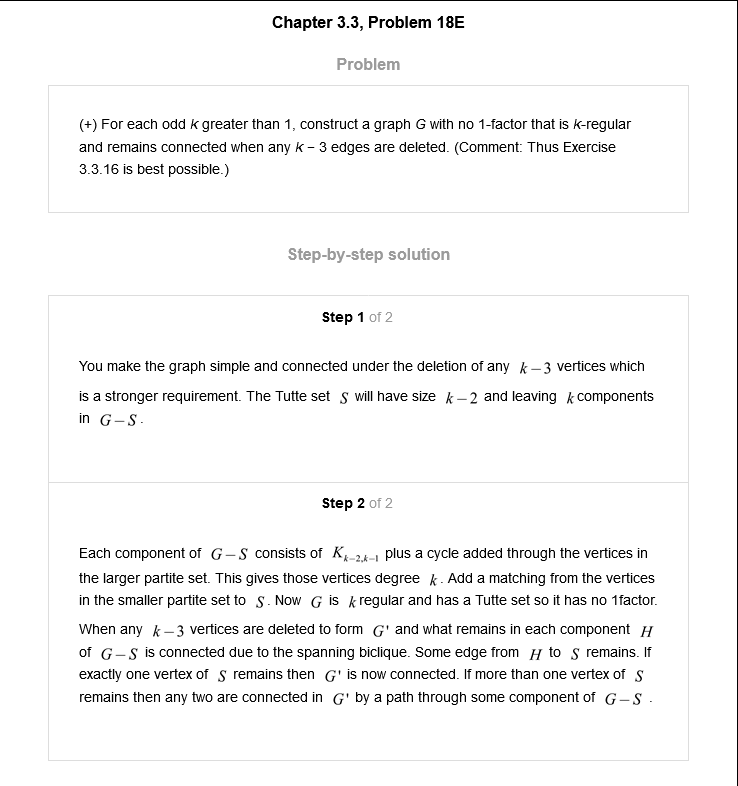 Chapter 3.3, Problem 18E
Problem
(+) For each odd k greater than 1, construct a graph G with no 1-factor that is k-regular
and remains connected when any k − 3 edges are deleted. (Comment: Thus Exercise
3.3.16 is best possible.)
Step-by-step solution
Step 1 of 2
You make the graph simple and connected under the deletion of any k − 3 vertices which
is a stronger requirement. The Tutte set S will have size k − 2 and leaving k components
in G − S .
Step 2 of 2
Each component of G − S consists of K_{k−2,k−1} plus a cycle added through the vertices in
the larger partite set. This gives those vertices degree k . Add a matching from the vertices
in the smaller partite set to S . Now G is k regular and has a Tutte set so it has no 1factor.
When any k − 3 vertices are deleted to form G' and what remains in each component H
of G − S is connected due to the spanning biclique. Some edge from H to S remains. If
exactly one vertex of S remains then G' is now connected. If more than one vertex of S
remains then any two are connected in G' by a path through some component of G − S .